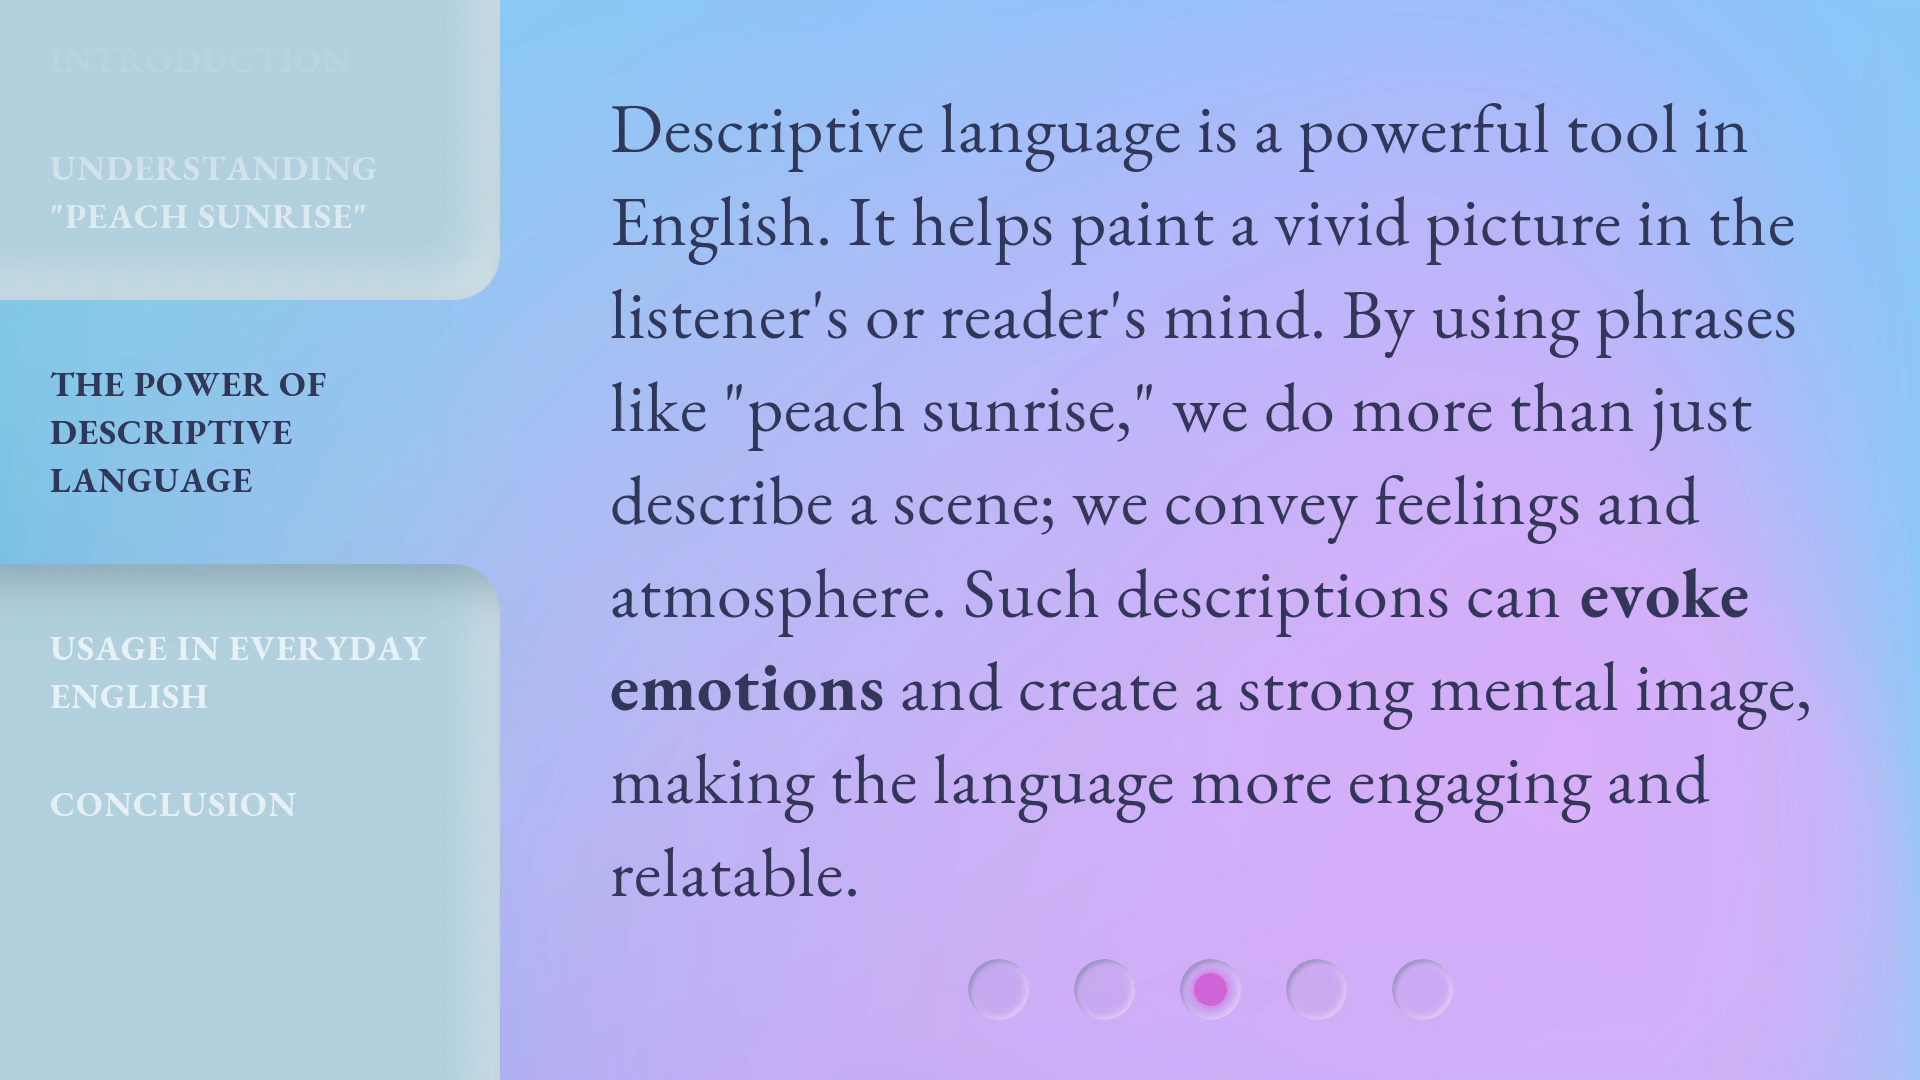 INTRODUCTION
UNDERSTANDING
"PEACH SUNRISE"
THE POWER OF
DESCRIPTIVE
LANGUAGE
USAGE IN EVERYDAY
ENGLISH
CONCLUSION
Descriptive language is a powerful tool in
English. It helps paint a vivid picture in the
listener's or reader's mind. By using phrases
like "peach sunrise," we do more than just
describe a scene; we convey feelings and
atmosphere. Such descriptions can evoke
emotions and create a strong mental image,
making the language more engaging and
relatable.